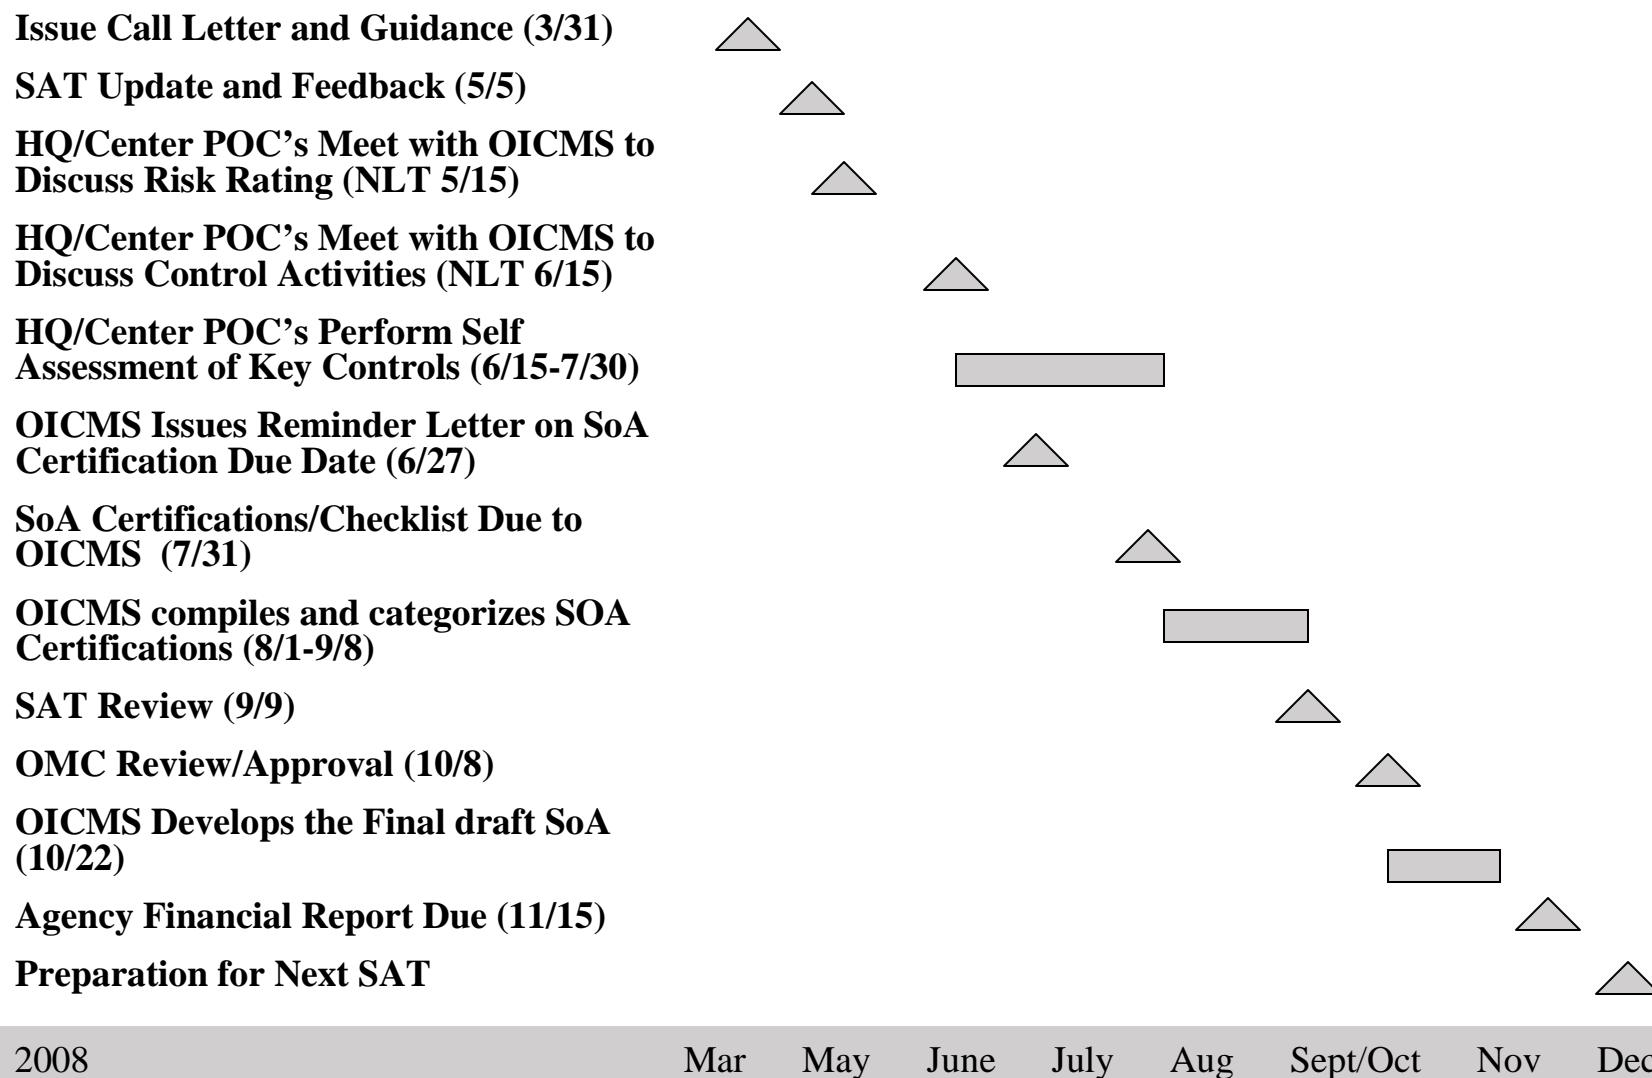 Issue Call Letter and Guidance (3/31)
SAT Update and Feedback (5/5)
HQ/Center POC’s Meet with OICMS to
Discuss Risk Rating (NLT 5/15)
HQ/Center POC’s Meet with OICMS to
Discuss Control Activities (NLT 6/15)
HQ/Center POC’s Perform Self
Assessment of Key Controls (6/15-7/30)
OICMS Issues Reminder Letter on SoA
Certification Due Date (6/27)
SoA Certifications/Checklist Due to
OICMS  (7/31)
OICMS compiles and categorizes SOA
Certifications (8/1-9/8)
SAT Review (9/9)
OMC Review/Approval (10/8)
OICMS Develops the Final draft SoA
(10/22)
Agency Financial Report Due (11/15)
Preparation for Next SAT
2008 Mar May June July Aug Sept/Oct Nov Dec